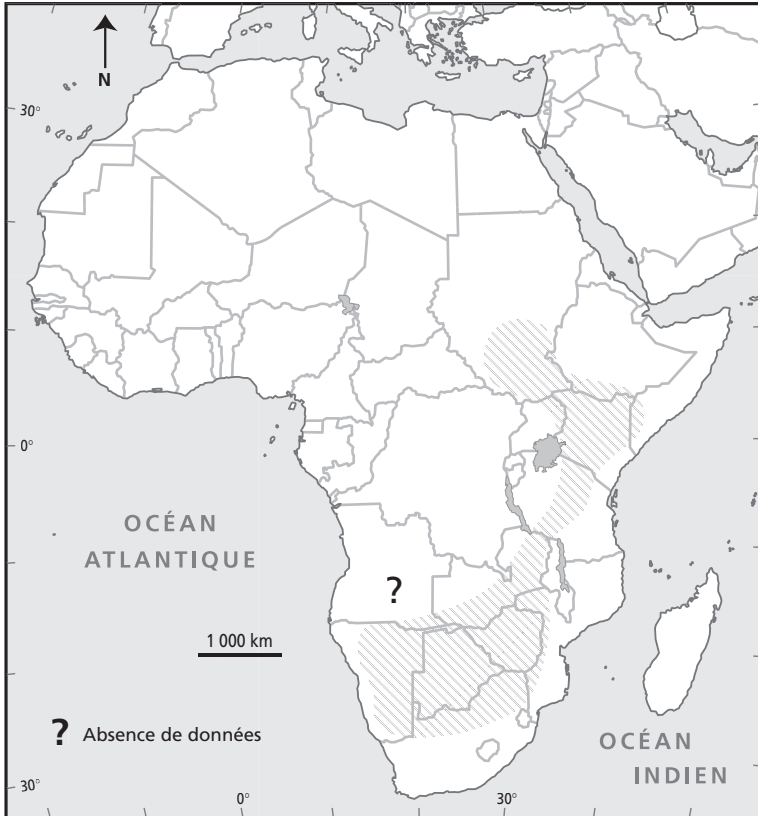 N
30°
0°
OCÉAN
ATLANTIQUE
?
1 000 km
? Absence de données
OCÉAN
INDIEN
30°
0°
30°